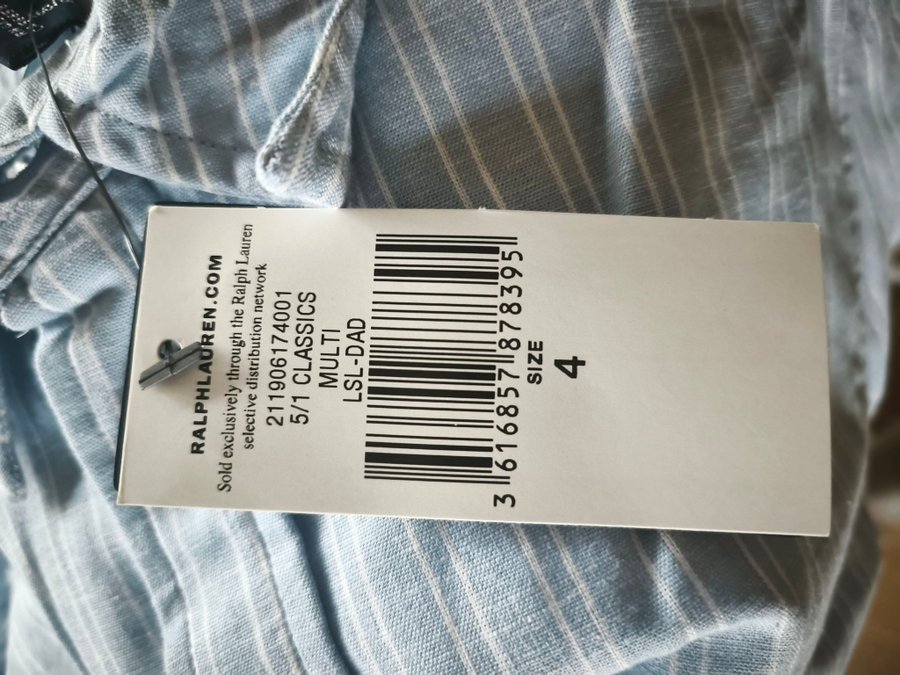 RALPHLAUREN.COM
Sold exclusively through the Ralph Lauren
selective distribution network
211906174001
5/1 CLASSICS
MULTI
LSL-DAD
3 616857 878395
SIZE
4